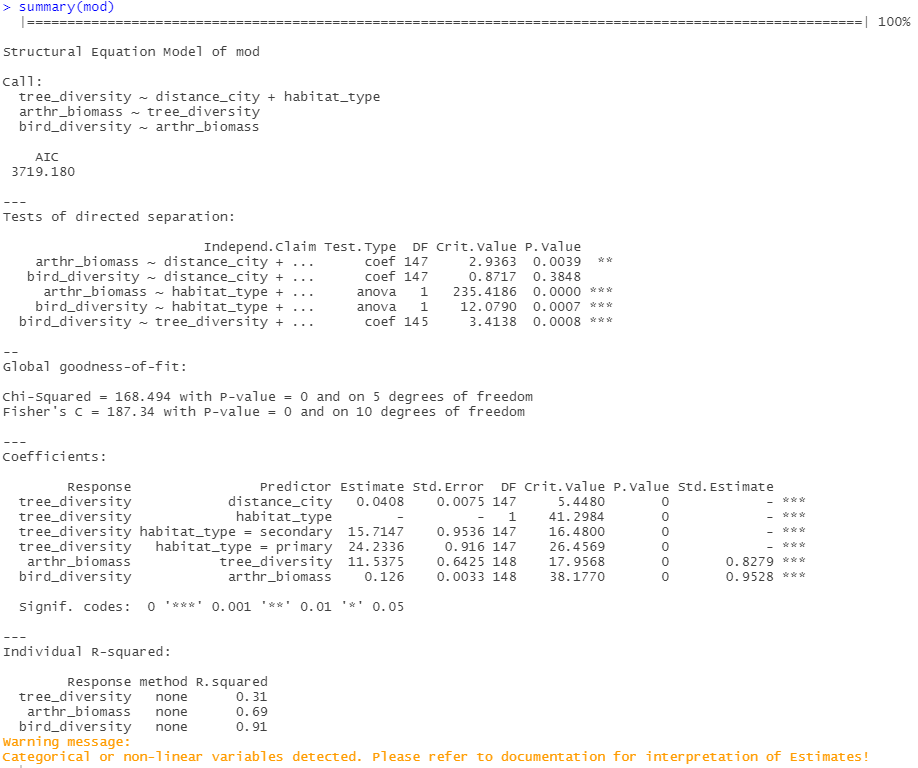 > summary(mod)
|==========================================================================================================| 100%
Structural Equation Model of mod
Call:
tree_diversity ~ distance_city + habitat_type
arthr_biomass ~ tree_diversity
bird_diversity ~ arthr_biomass
AIC
3719.180
---
Tests of directed separation:
Independ.Claim Test.Type DF Crit.Value P.Value
arthr_biomass ~ distance_city + ... coef 147 2.9363 0.0039 **
bird_diversity ~ distance_city + ... coef 147 0.8717 0.3848
arthr_biomass ~ habitat_type + ... anova 1 235.4186 0.0000 ***
bird_diversity ~ habitat_type + ... anova 1 12.0790 0.0007 ***
bird_diversity ~ tree_diversity + ... coef 145 3.4138 0.0008 ***
--
Global goodness-of-fit:
Chi-Squared = 168.494 with P-value = 0 and on 5 degrees of freedom
Fisher's C = 187.34 with P-value = 0 and on 10 degrees of freedom
---
Coefficients:
Response Predictor Estimate Std.Error DF Crit.Value P.Value Std.Estimate
tree_diversity distance_city 0.0408 0.0075 147 5.4480 0 - ***
tree_diversity habitat_type - - 1 41.2984 0 - ***
tree_diversity habitat_type = secondary 15.7147 0.9536 147 16.4800 0 - ***
tree_diversity habitat_type = primary 24.2336 0.916 147 26.4569 0 - ***
arthr_biomass tree_diversity 11.5375 0.6425 148 17.9568 0 0.8279 ***
bird_diversity arthr_biomass 0.126 0.0033 148 38.1770 0 0.9528 ***
Signif. codes: 0 '***' 0.001 '**' 0.01 '*' 0.05
---
Individual R-squared:
Response method R.squared
tree_diversity none 0.31
arthr_biomass none 0.69
bird_diversity none 0.91
Warning message:
Categorical or non-linear variables detected. Please refer to documentation for interpretation of Estimates!